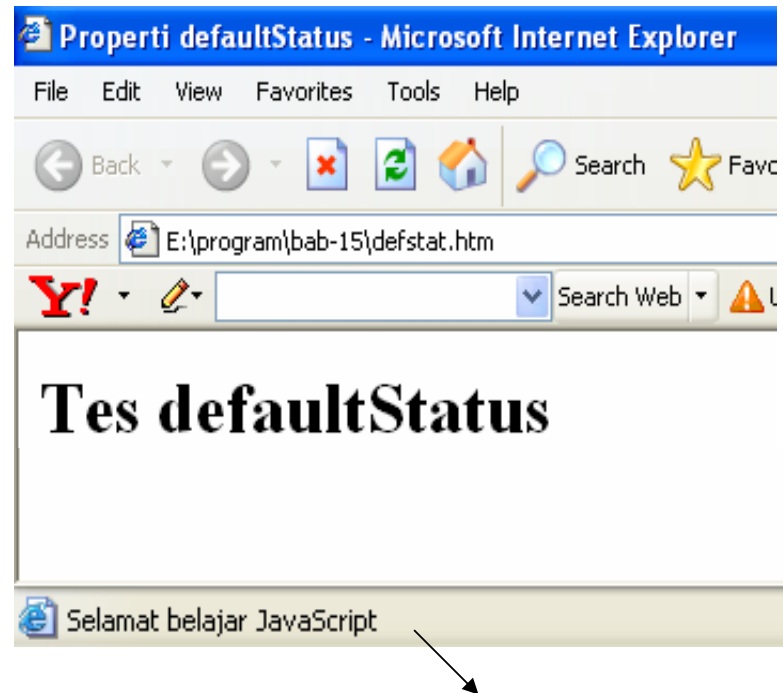 Properti defaultStatus - Microsoft Internet Explorer
File Edit View Favorites Tools Help
Back Search Favo
Address E:\program\bab-15\defstat.htm
Y! Search Web
Tes defaultStatus
Selamat belajar JavaScript